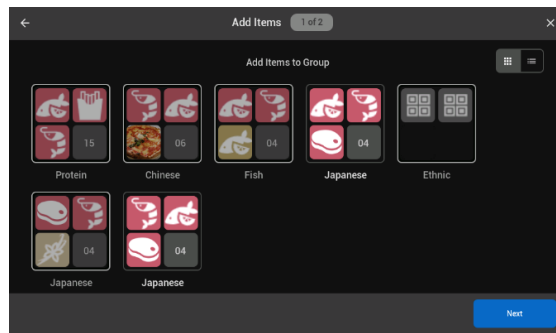 Add Items 1 of 2
Add Items to Group
15 06 04 04
Protein Chinese Fish Japanese Ethnic
04 04
Japanese Japanese
Next